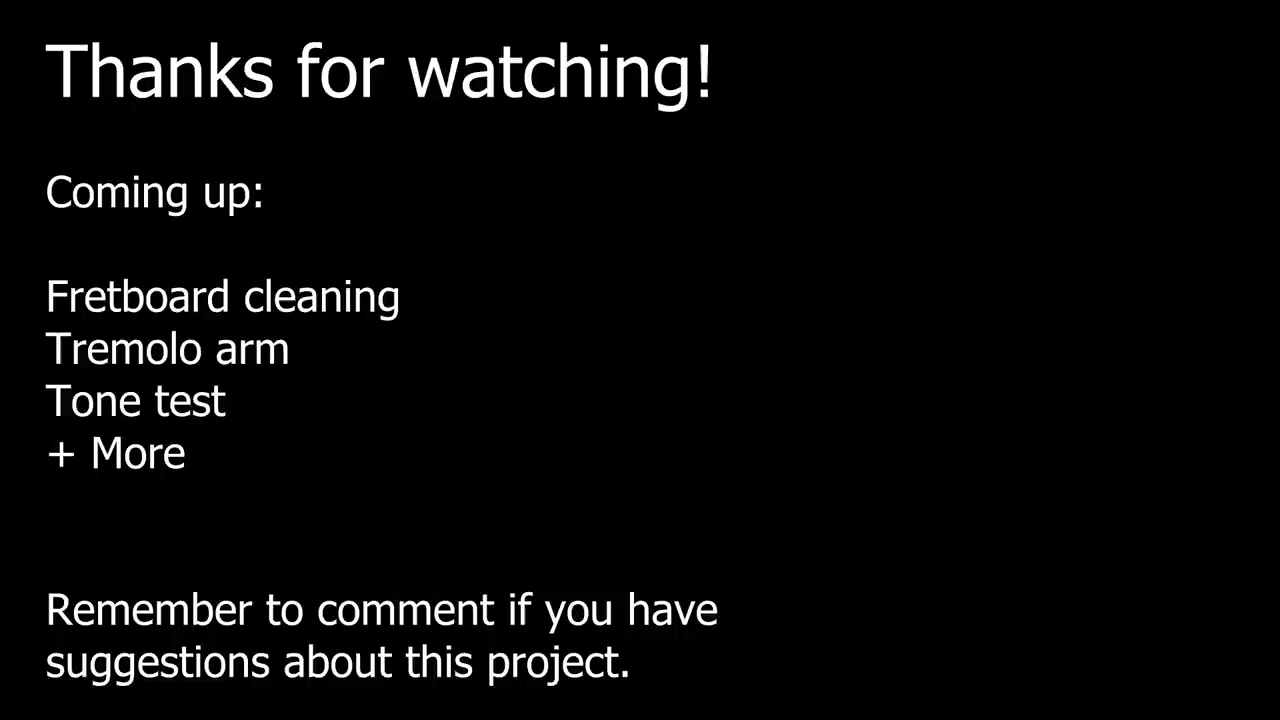 Thanks for watching!
Coming up:
Fretboard cleaning
Tremolo arm
Tone test
+ More
Remember to comment if you have
suggestions about this project.